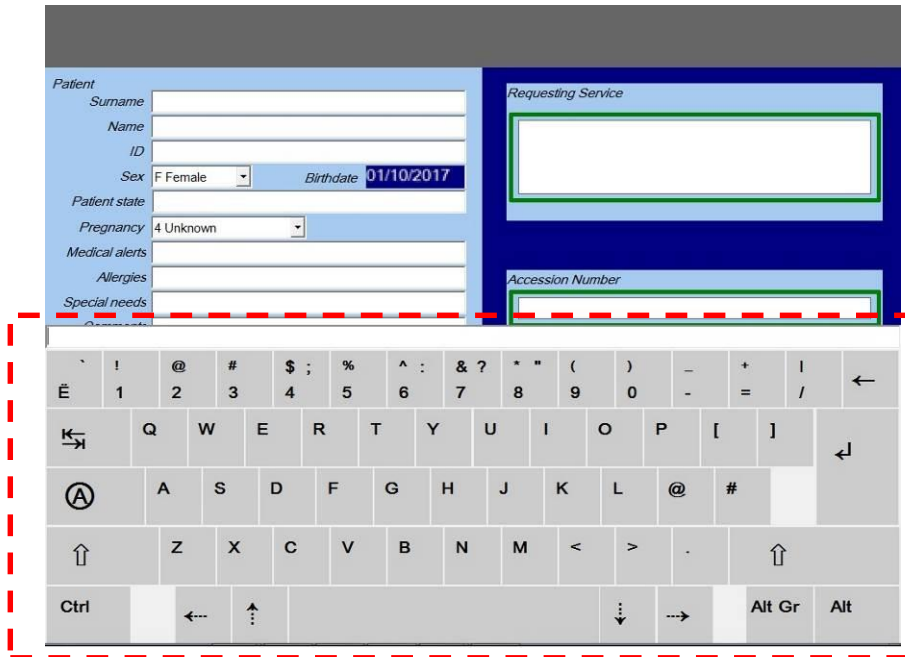 Patient
Surname
Name
ID
Sex F Female Birthdate 01/10/2017
Patient state
Pregnancy 4 Unknown
Medical alerts
Allergies
Special needs
Comments
Requesting Service
Accession Number
` ! @ # $ ; % ^ : & ? * " ( ) _ + |
Ë 1 2 3 4 5 6 7 8 9 0 - = / ←
Q W E R T Y U I O P [ ]
A S D F G H J K L @ #
Z X C V B N M < > .
Ctrl Alt Gr Alt